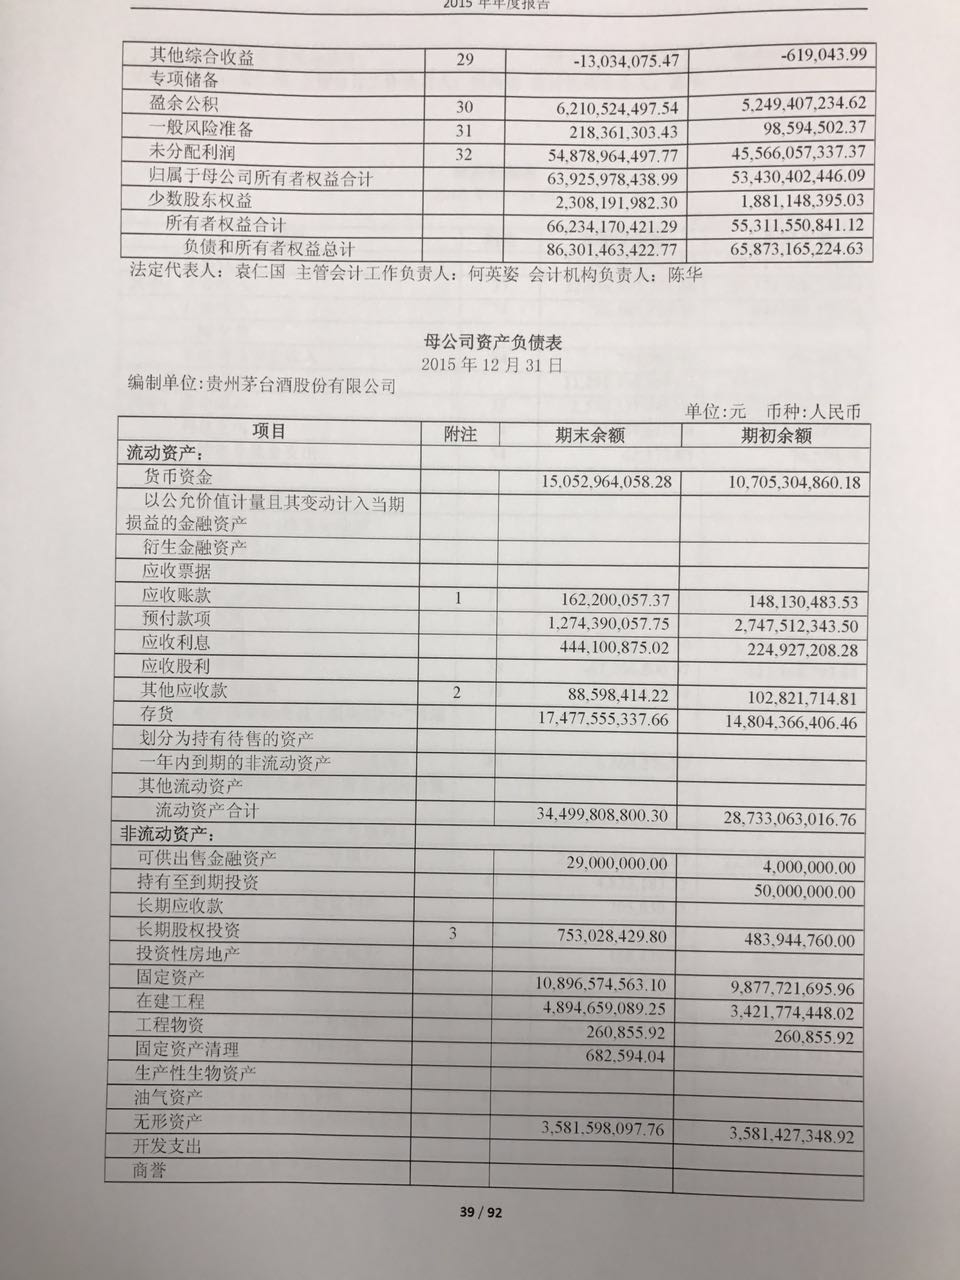 2015 年年度报告
其他综合收益 29 -13,034,075.47 -619,043.99
专项储备
盈余公积 30 6,210,524,497.54 5,249,407,234.62
一般风险准备 31 218,361,303.43 98,594,502.37
未分配利润 32 54,878,964,497.77 45,566,057,337.37
归属于母公司所有者权益合计 63,925,978,438.99 53,430,402,446.09
少数股东权益 2,308,191,982.30 1,881,148,395.03
所有者权益合计 66,234,170,421.29 55,311,550,841.12
负债和所有者权益总计 86,301,463,422.77 65,873,165,224.63
法定代表人：袁仁国 主管会计工作负责人：何英姿 会计机构负责人：陈华
母公司资产负债表
2015 年 12 月 31 日
编制单位:贵州茅台酒股份有限公司
单位:元 币种:人民币
项目 附注 期末余额 期初余额
流动资产：
货币资金 15,052,964,058.28 10,705,304,860.18
以公允价值计量且其变动计入当期
损益的金融资产
衍生金融资产
应收票据
应收账款 1 162,200,057.37 148,130,483.53
预付款项 1,274,390,057.75 2,747,512,343.50
应收利息 444,100,875.02 224,927,208.28
应收股利
其他应收款 2 88,598,414.22 102,821,714.81
存货 17,477,555,337.66 14,804,366,406.46
划分为持有待售的资产
一年内到期的非流动资产
其他流动资产
流动资产合计 34,499,808,800.30 28,733,063,016.76
非流动资产：
可供出售金融资产 29,000,000.00 4,000,000.00
持有至到期投资 50,000,000.00
长期应收款
长期股权投资 3 753,028,429.80 483,944,760.00
投资性房地产
固定资产 10,896,574,563.10 9,877,721,695.96
在建工程 4,894,659,089.25 3,421,774,448.02
工程物资 260,855.92 260,855.92
固定资产清理 682,594.04
生产性生物资产
油气资产
无形资产 3,581,598,097.76 3,581,427,348.92
开发支出
商誉
39 / 92